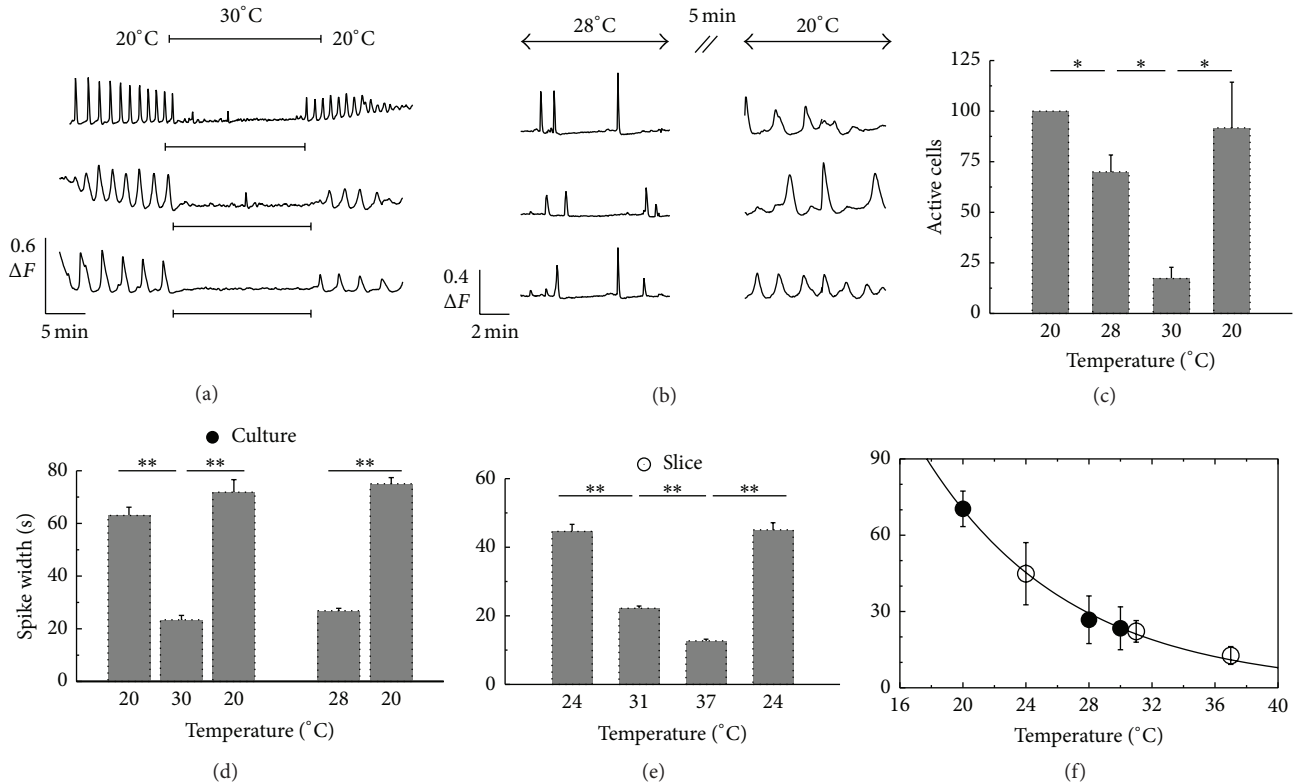 30°C
20°C 20°C
0.6
ΔF
5 min
(a)
5 min
28°C 20°C
0.4
ΔF
2 min
(b)
* * *
125
100
75
50
25
0
Active cells
20 28 30 20
Temperature (°C)
(c)
Culture
** ** **
80
60
40
20
0
Spike width (s)
20 30 20 28 20
Temperature (°C)
(d)
Slice
** ** **
60
40
20
0
24 31 37 24
Temperature (°C)
(e)
90
60
30
0
16 20 24 28 32 36 40
Temperature (°C)
(f)